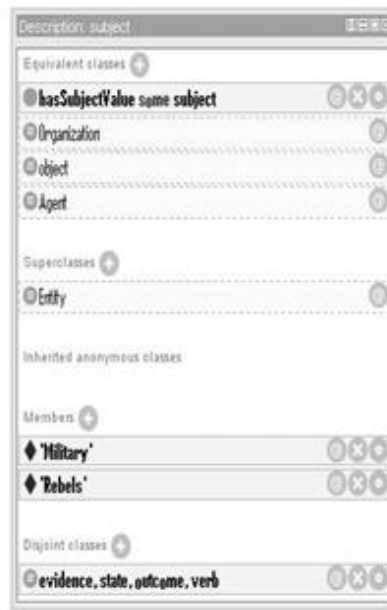 Description: subject
Equivalent classes
hasSubjectValue some subject
Organization
object
Agent
Superclasses
Entity
Inherited anonymous classes
Members
'Military'
'Rebels'
Disjoint classes
evidence, state, outcome, verb